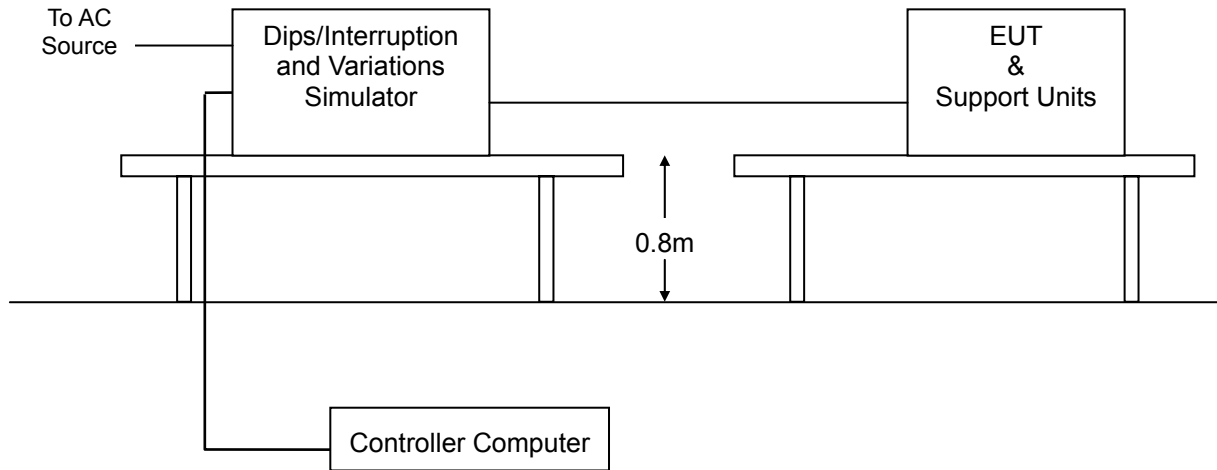 To AC
Source
Dips/Interruption
and Variations
Simulator
EUT
&
Support Units
0.8m
Controller Computer